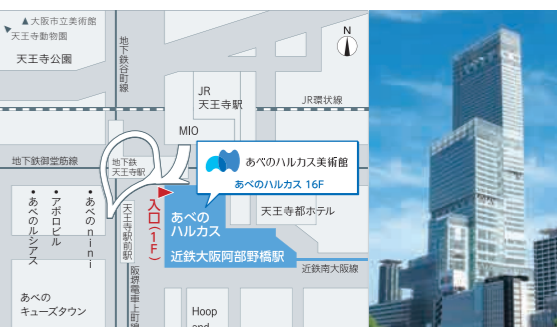 ▲大阪市立美術館
天王寺動物園
天王寺公園
地下鉄谷町線
N
JR
天王寺駅
JR環状線
MIO
地下鉄御堂筋線
地下鉄
天王寺駅
あべのハルカス美術館
あべのハルカス 16F
・あべのnini
・アポロビル
・あべのルシアス
天王寺駅前駅
入口(1F)
あべの
ハルカス
近鉄大阪阿部野橋駅
天王寺都ホテル
近鉄南大阪線
阪堺電車上町線
あべの
キューズタウン
Hoop
and